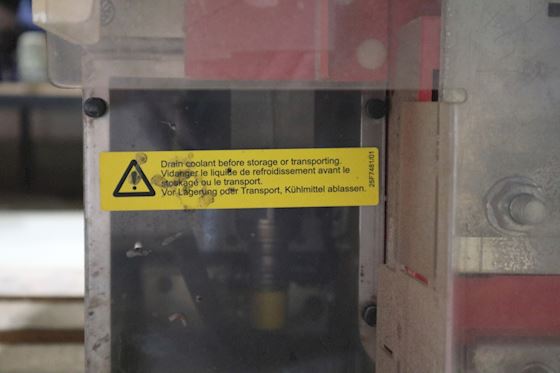 Drain coolant before storage or transporting.
Vidanger le liquide de refroidissement avant le
stockage ou le transport.
Vor Lagerung oder Transport, Kühlmittel ablassen.
25F7481/01